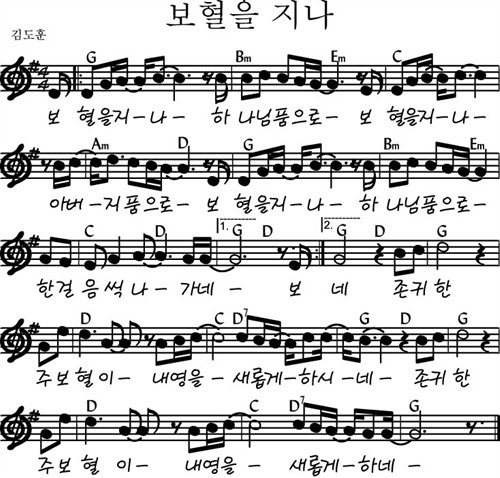 보혈을 지나
김도훈
G Bm Em C
보 혈을지-나- 하 나님품으로- 보 혈을지-나-
Am D G Bm Em
아버-지품으로- 보 혈을지-나- 하 나님품으로-
C G Am D 1. G D 2. G D G
한걸 음씩 나- 가네- 보 네 존귀 한
D C D7 G D G
주보 혈이- 내영을- 새롭게-하시-네- 존귀 한
D C D7 G
주보 혈 이- 내영을- 새롭게-하네-